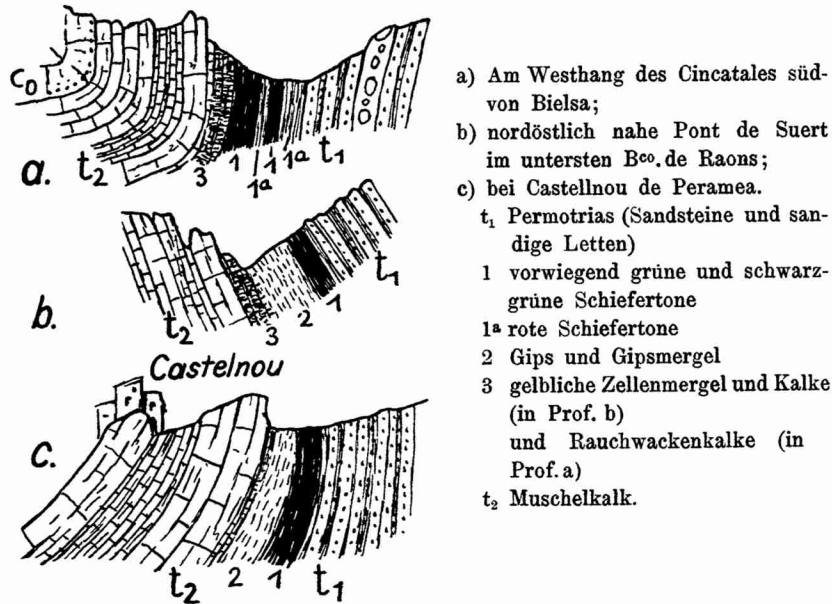 c₀
a.
t₂
3
1
1ª
1
1ª
t₁
b.
t₂
3
2
1
t₁
Castelnou
c.
t₂
2
1
t₁
a) Am Westhang des Cincatales süd-
von Bielsa;
b) nordöstlich nahe Pont de Suert
im untersten Bᶜᵒ. de Raons;
c) bei Castellnou de Peramea.
t₁ Permotrias (Sandsteine und san-
dige Letten)
1 vorwiegend grüne und schwarz-
grüne Schiefertone
1ª rote Schiefertone
2 Gips und Gipsmergel
3 gelbliche Zellenmergel und Kalke
(in Prof. b)
und Rauchwackenkalke (in
Prof. a)
t₂ Muschelkalk.